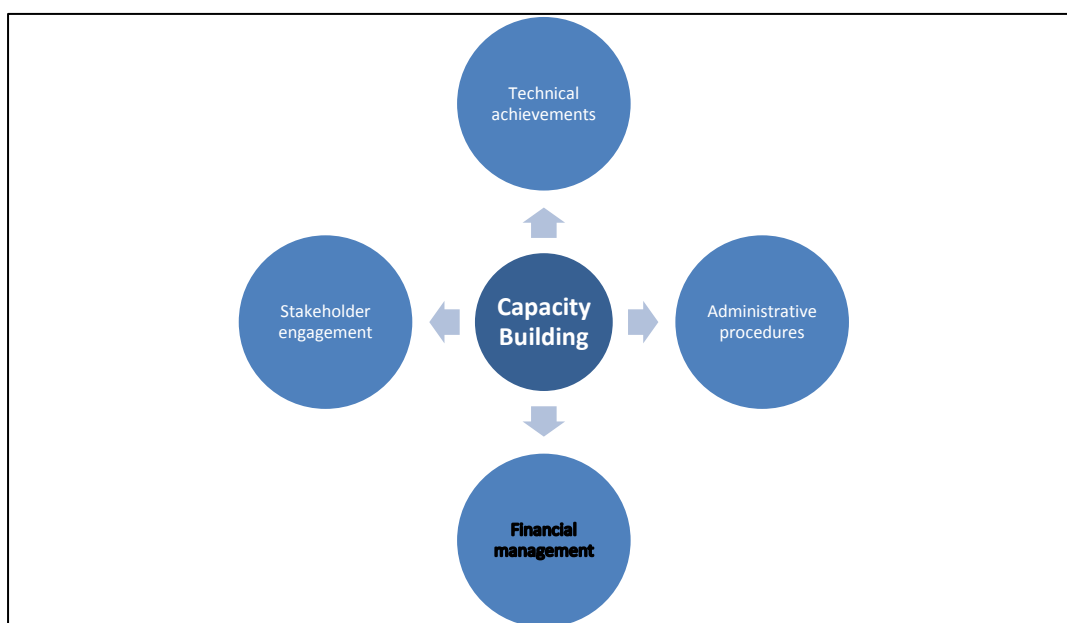 Technical
achievements
Stakeholder
engagement
Capacity
Building
Administrative
procedures
Financial
management